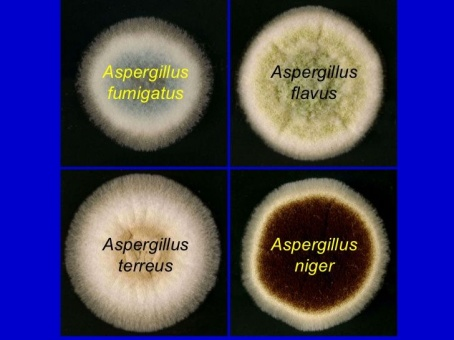 Aspergillus
fumigatus
Aspergillus
flavus
Aspergillus
terreus
Aspergillus
niger